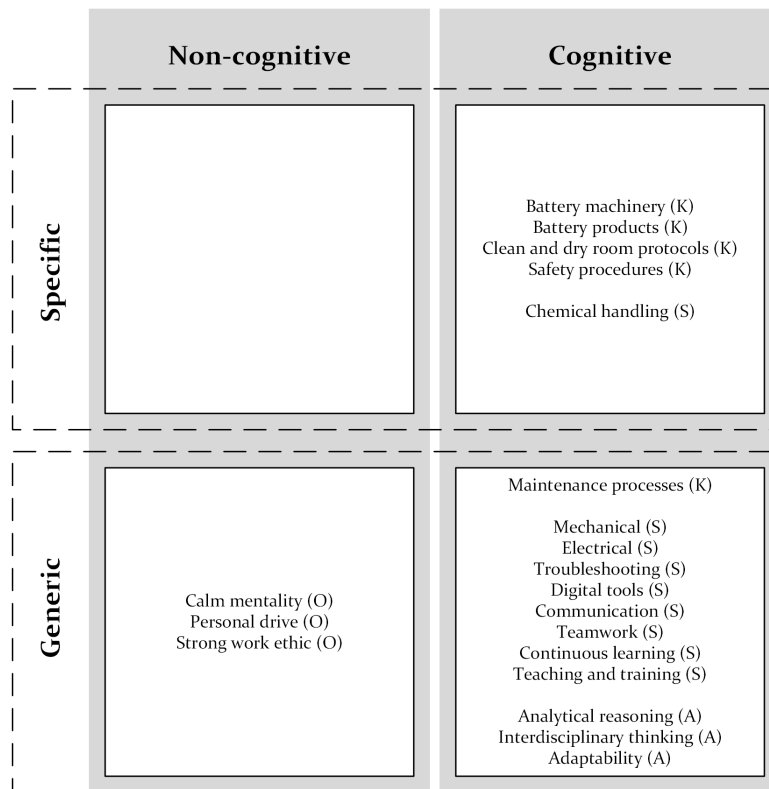 Non-cognitive
Cognitive
Specific
Battery machinery (K)
Battery products (K)
Clean and dry room protocols (K)
Safety procedures (K)
Chemical handling (S)
Generic
Calm mentality (O)
Personal drive (O)
Strong work ethic (O)
Maintenance processes (K)
Mechanical (S)
Electrical (S)
Troubleshooting (S)
Digital tools (S)
Communication (S)
Teamwork (S)
Continuous learning (S)
Teaching and training (S)
Analytical reasoning (A)
Interdisciplinary thinking (A)
Adaptability (A)